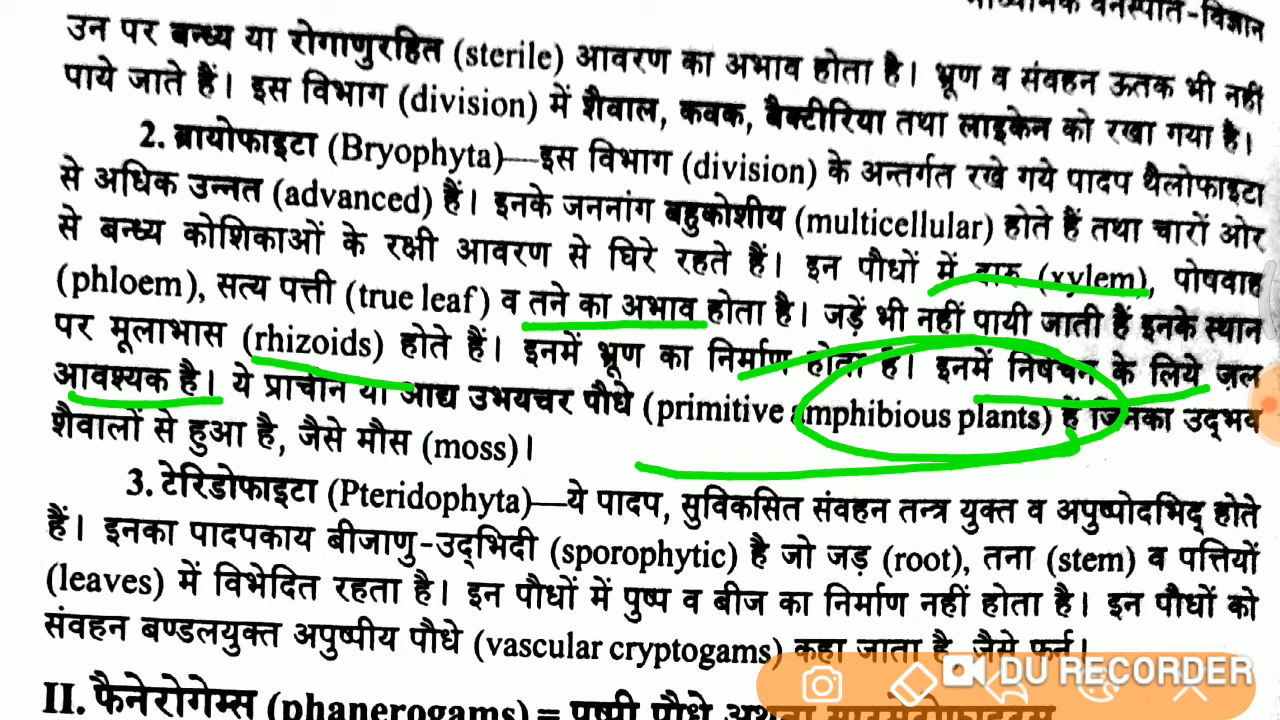 माध्यमिक वनस्पति-विज्ञान
उन पर बन्ध्य या रोगाणुरहित (sterile) आवरण का अभाव होता है। भ्रूण व संवहन ऊतक भी नहीं
पाये जाते हैं। इस विभाग (division) में शैवाल, कवक, बैक्टीरिया तथा लाइकेन को रखा गया है।
2. ब्रायोफाइटा (Bryophyta)—इस विभाग (division) के अन्तर्गत रखे गये पादप थैलोफाइटा
से अधिक उन्नत (advanced) हैं। इनके जननांग बहुकोशीय (multicellular) होते हैं तथा चारों ओर
से बन्ध्य कोशिकाओं के रक्षी आवरण से घिरे रहते हैं। इन पौधों में दारु (xylem), पोषवाह
(phloem), सत्य पत्ती (true leaf) व तने का अभाव होता है। जड़ें भी नहीं पायी जाती हैं इनके स्थान
पर मूलाभास (rhizoids) होते हैं। इनमें भ्रूण का निर्माण होता है। इनमें निषेचन के लिये जल
आवश्यक है। ये प्राचीन या आद्य उभयचर पौधे (primitive amphibious plants) हैं जिनका उद्भव
शैवालों से हुआ है, जैसे मौस (moss)।
3. टेरिडोफाइटा (Pteridophyta)—ये पादप, सुविकसित संवहन तन्त्र युक्त व अपुष्पोदभिद् होते
हैं। इनका पादपकाय बीजाणु-उद्भिदी (sporophytic) है जो जड़ (root), तना (stem) व पत्तियों
(leaves) में विभेदित रहता है। इन पौधों में पुष्प व बीज का निर्माण नहीं होता है। इन पौधों को
संवहन बण्डलयुक्त अपुष्पीय पौधे (vascular cryptogams) कहा जाता है, जैसे फर्न।
DU RECORDER
II. फैनेरोगेम्स (phanerogams) = पुष्पी पौधे अथवा